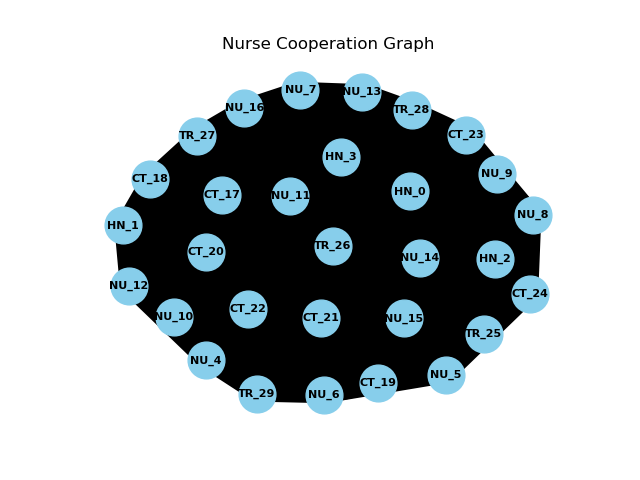 Nurse Cooperation Graph
NU_7
NU_13
NU_16
TR_28
TR_27
CT_23
HN_3
NU_9
CT_18
HN_0
CT_17
NU_11
NU_8
HN_1
TR_26
CT_20
NU_14
HN_2
NU_12
CT_24
CT_22
NU_10
CT_21
NU_15
TR_25
NU_4
NU_5
CT_19
TR_29
NU_6